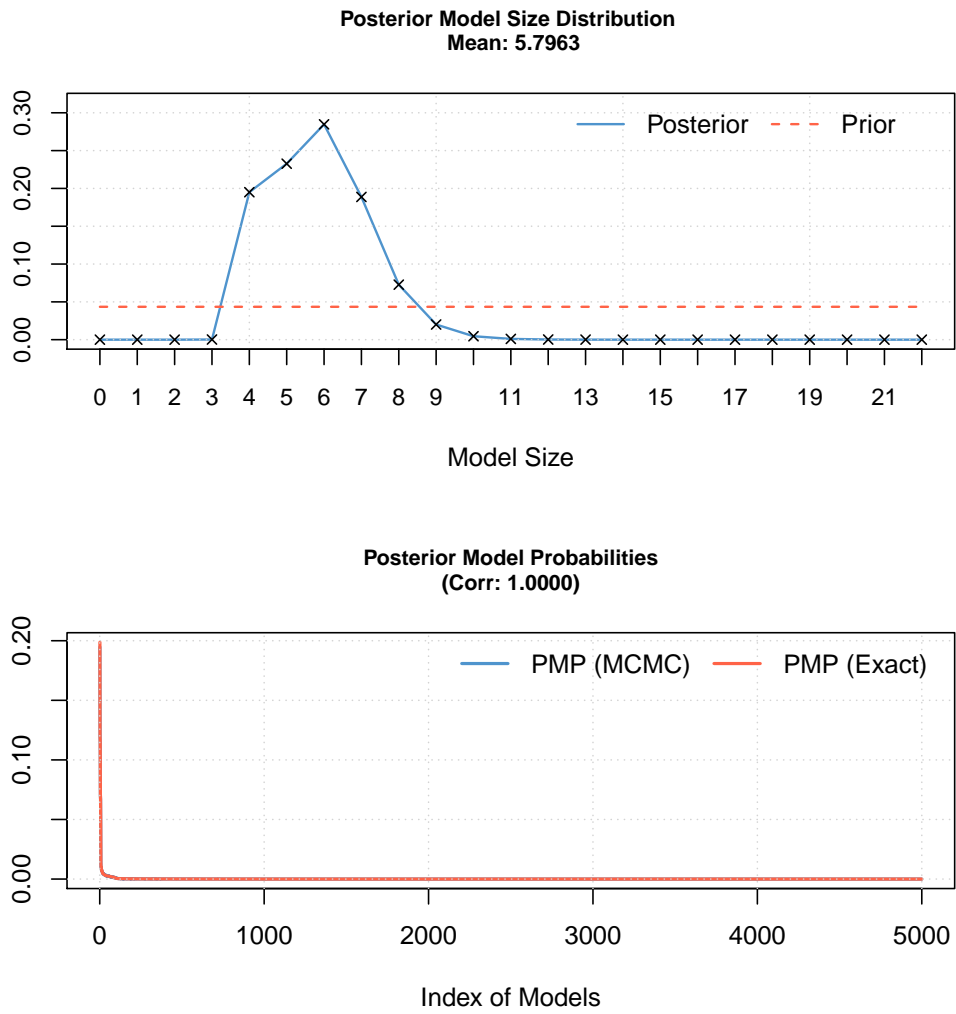 Posterior Model Size Distribution
Mean: 5.7963
0.30
0.20
0.10
0.00
Posterior
Prior
0 1 2 3 4 5 6 7 8 9 11 13 15 17 19 21
Model Size
Posterior Model Probabilities
(Corr: 1.0000)
0.20
0.10
0.00
PMP (MCMC)
PMP (Exact)
0 1000 2000 3000 4000 5000
Index of Models